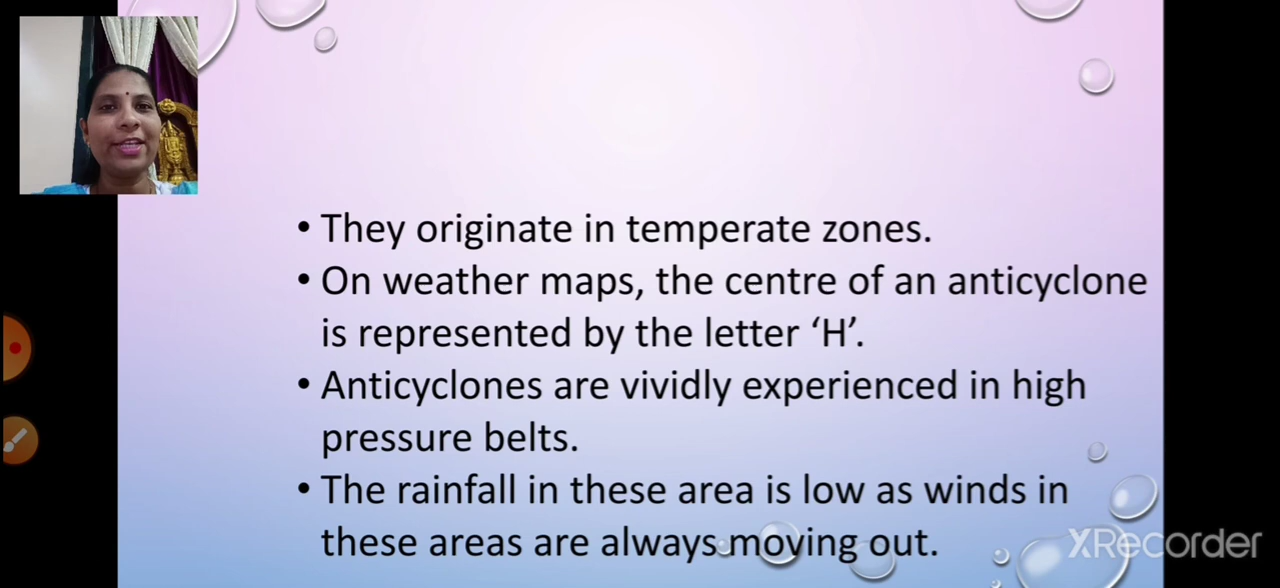 • They originate in temperate zones.
• On weather maps, the centre of an anticyclone
is represented by the letter ‘H’.
• Anticyclones are vividly experienced in high
pressure belts.
• The rainfall in these area is low as winds in
these areas are always moving out.
XRecorder